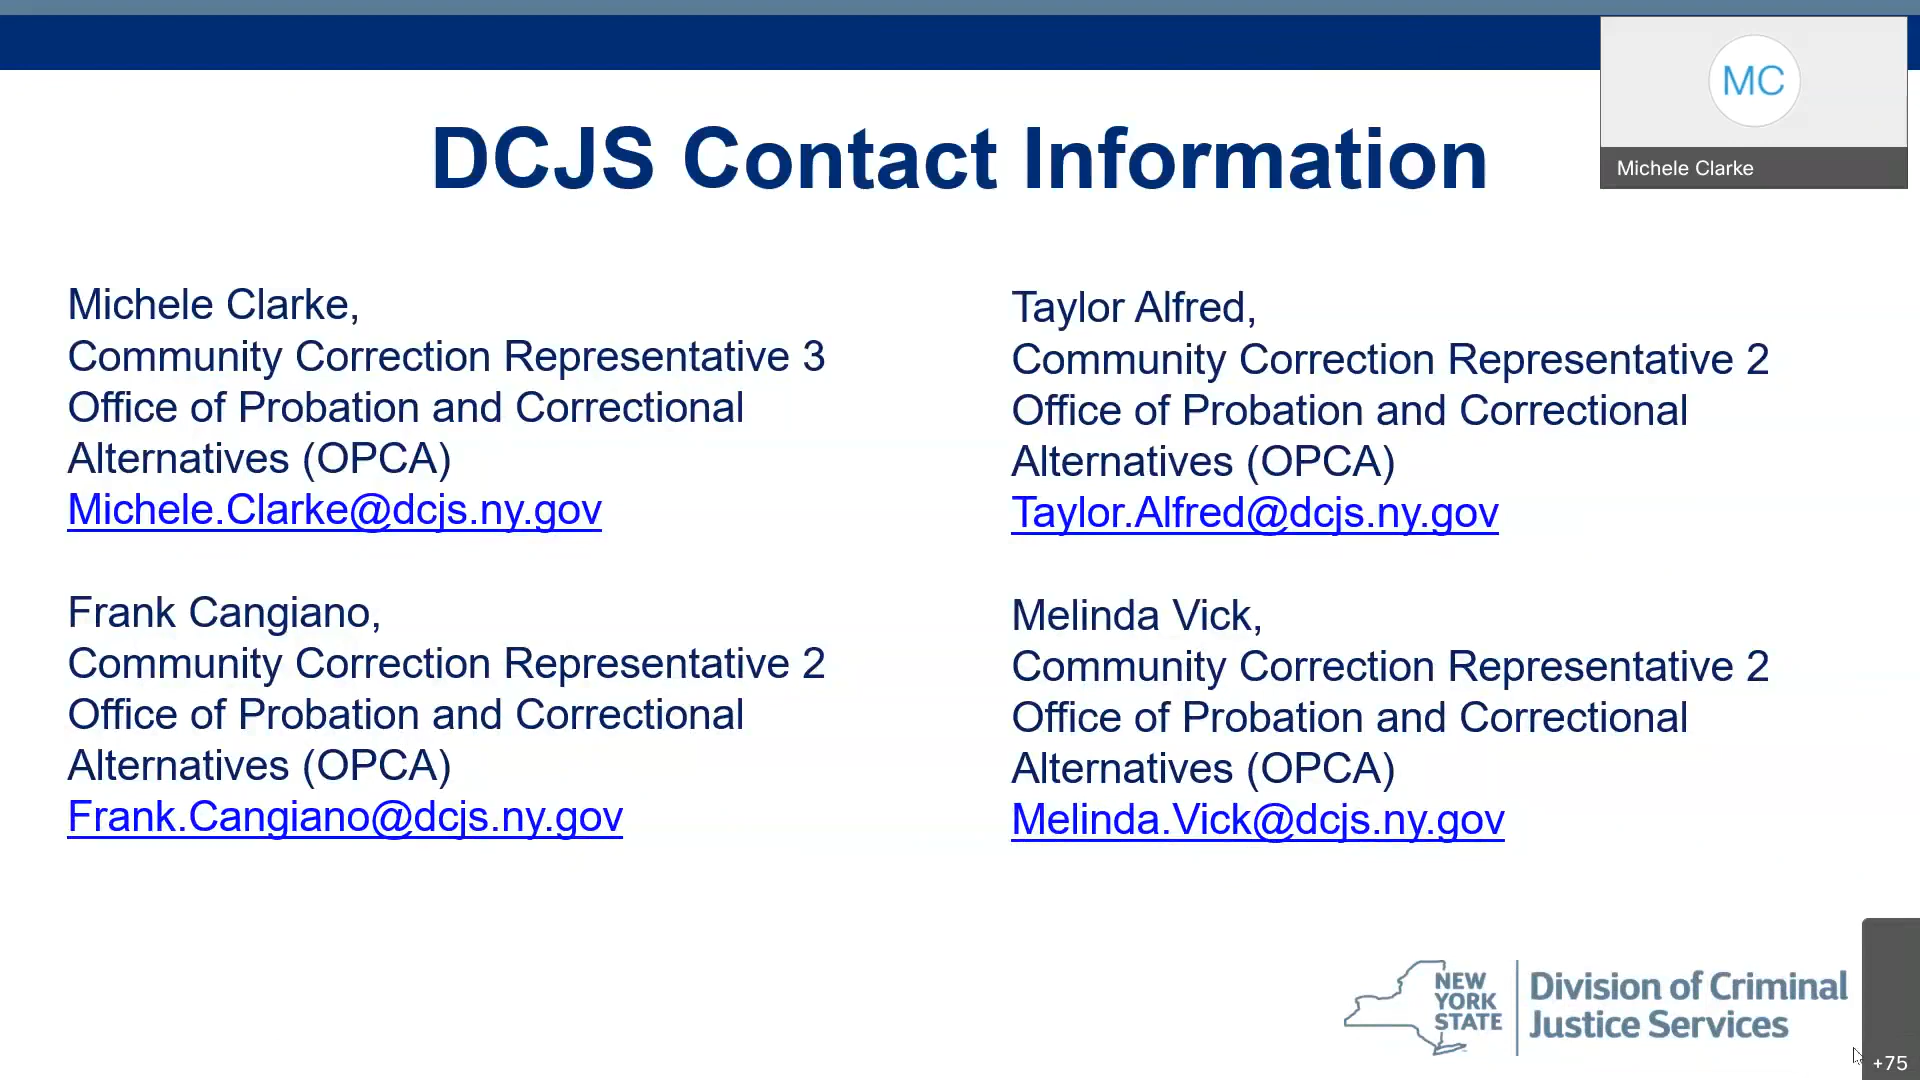 MC
Michele Clarke
DCJS Contact Information
Michele Clarke,
Community Correction Representative 3
Office of Probation and Correctional
Alternatives (OPCA)
Michele.Clarke@dcjs.ny.gov
Frank Cangiano,
Community Correction Representative 2
Office of Probation and Correctional
Alternatives (OPCA)
Frank.Cangiano@dcjs.ny.gov
Taylor Alfred,
Community Correction Representative 2
Office of Probation and Correctional
Alternatives (OPCA)
Taylor.Alfred@dcjs.ny.gov
Melinda Vick,
Community Correction Representative 2
Office of Probation and Correctional
Alternatives (OPCA)
Melinda.Vick@dcjs.ny.gov
NEW
YORK
STATE
Division of Criminal
Justice Services
+75